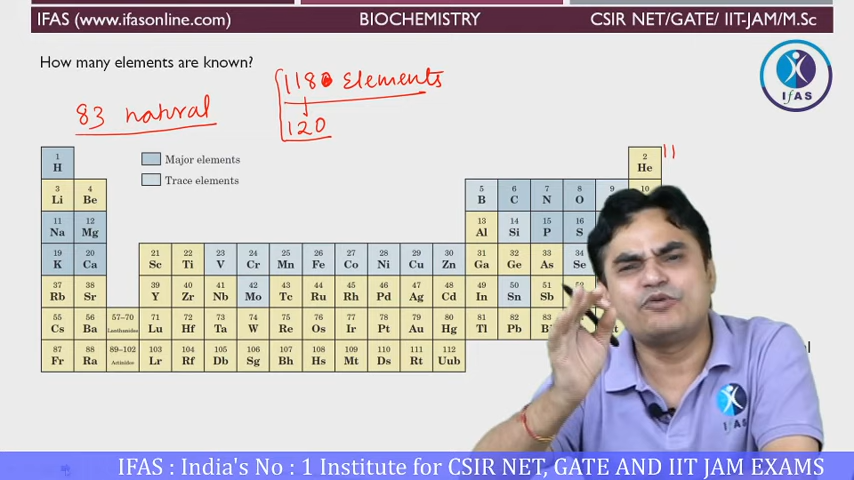 IFAS (www.ifasonline.com) BIOCHEMISTRY CSIR NET/GATE/ IIT-JAM/M.Sc
How many elements are known?
118 Elements
83 natural
120
IFAS
1 2 11
H Major elements He
3 4 Trace elements 5 6 7 8 9 10
Li Be B C N O
11 12 13 14 15 16
Na Mg Al Si P S
19 20 21 22 23 24 25 26 27 28 29 30 31 32 33 34
K Ca Sc Ti V Cr Mn Fe Co Ni Cu Zn Ga Ge As Se
37 38 39 40 41 42 43 44 45 46 47 48 49 50 51 52
Rb Sr Y Zr Nb Mo Tc Ru Rh Pd Ag Cd In Sn Sb
55 56 57–70 71 72 73 74 75 76 77 78 79 80 81 82
Cs Ba Lanthanides Lu Hf Ta W Re Os Ir Pt Au Hg Tl Pb
87 88 89–102 103 104 105 106 107 108 109 110 111 112
Fr Ra Actinides Lr Rf Db Sg Bh Hs Mt Ds Rt Uub
IFAS
IFAS : India's No : 1 Institute for CSIR NET, GATE AND IIT JAM EXAMS